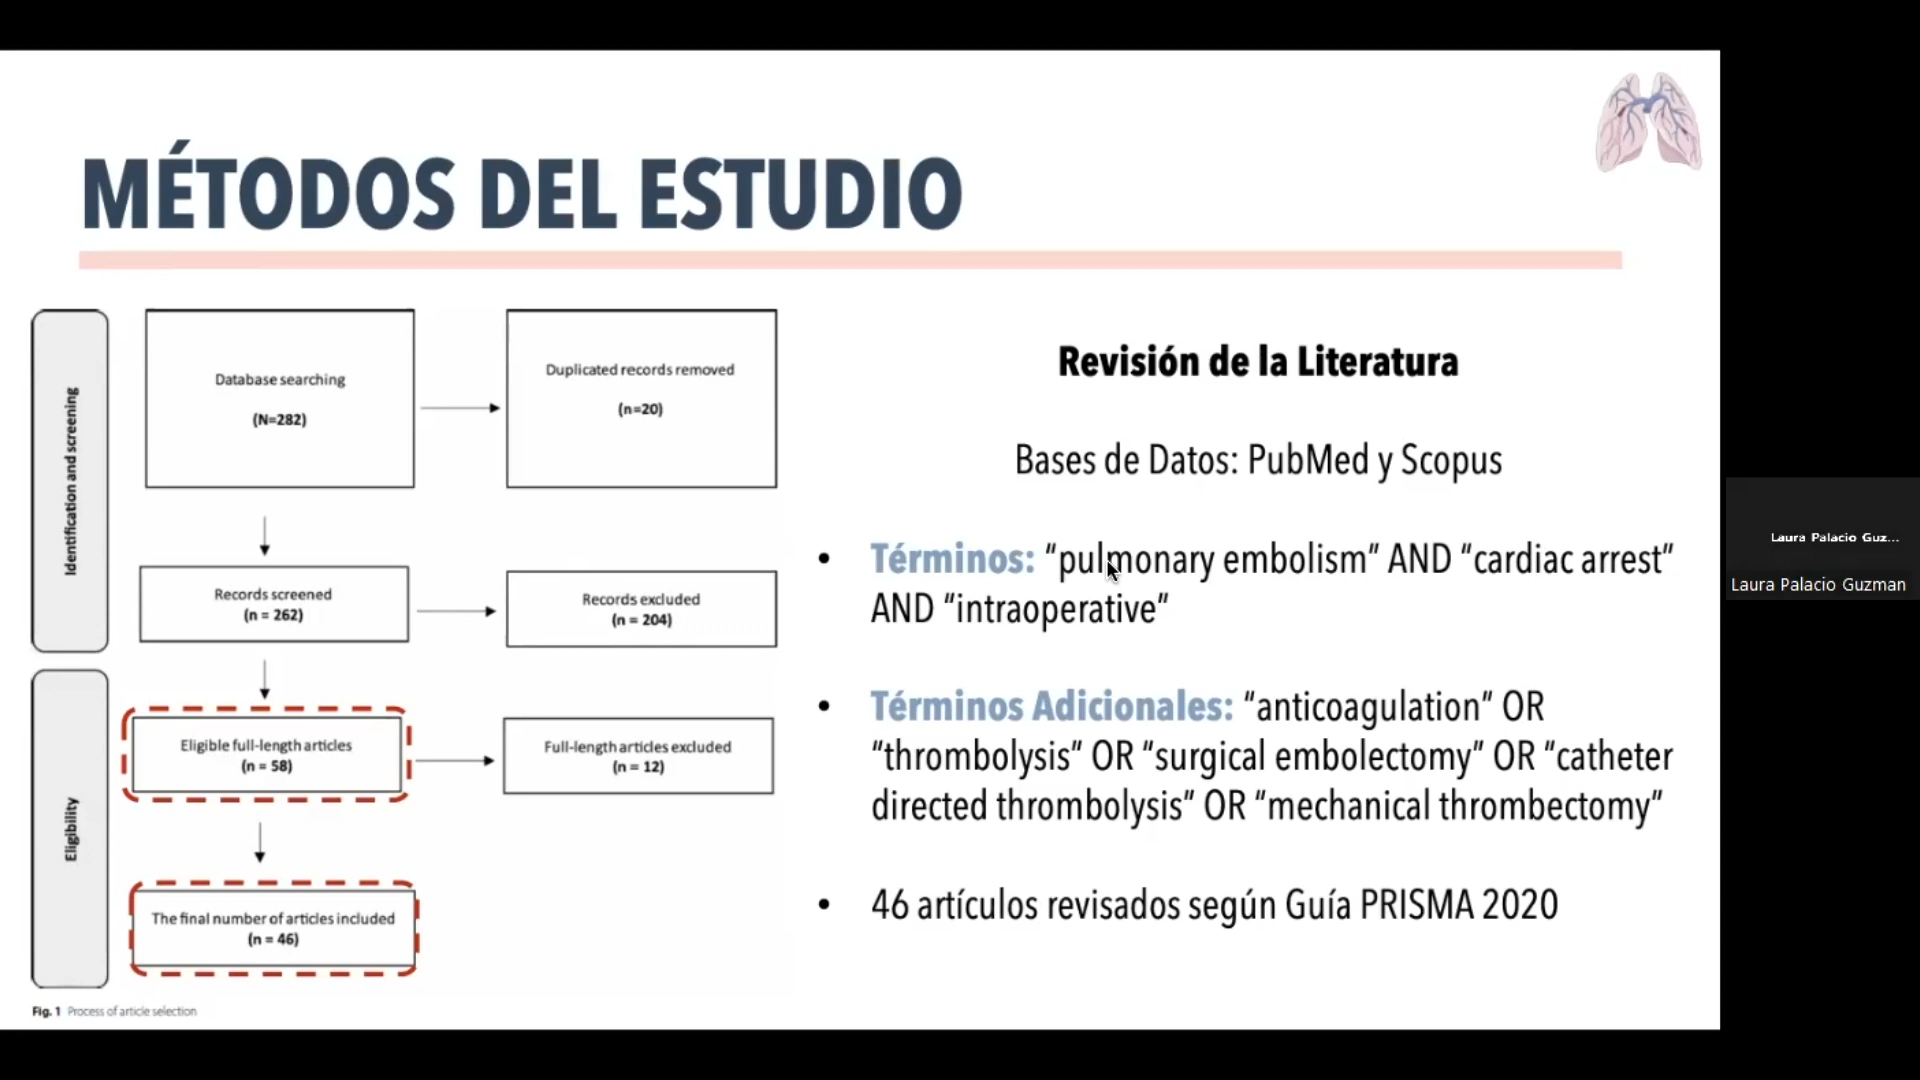 MÉTODOS DEL ESTUDIO
Identification and screening
Database searching
(N=282)
Duplicated records removed
(n=20)
Records screened
(n = 262)
Records excluded
(n = 204)
Eligibility
Eligible full-length articles
(n = 58)
Full-length articles excluded
(n = 12)
The final number of articles included
(n = 46)
Fig. 1 Process of article selection
Revisión de la Literatura
Bases de Datos: PubMed y Scopus
• Términos: “pulmonary embolism” AND “cardiac arrest”
AND “intraoperative”
• Términos Adicionales: “anticoagulation” OR
“thrombolysis” OR “surgical embolectomy” OR “catheter
directed thrombolysis” OR “mechanical thrombectomy”
• 46 artículos revisados según Guía PRISMA 2020
Laura Palacio Guz...
Laura Palacio Guzman